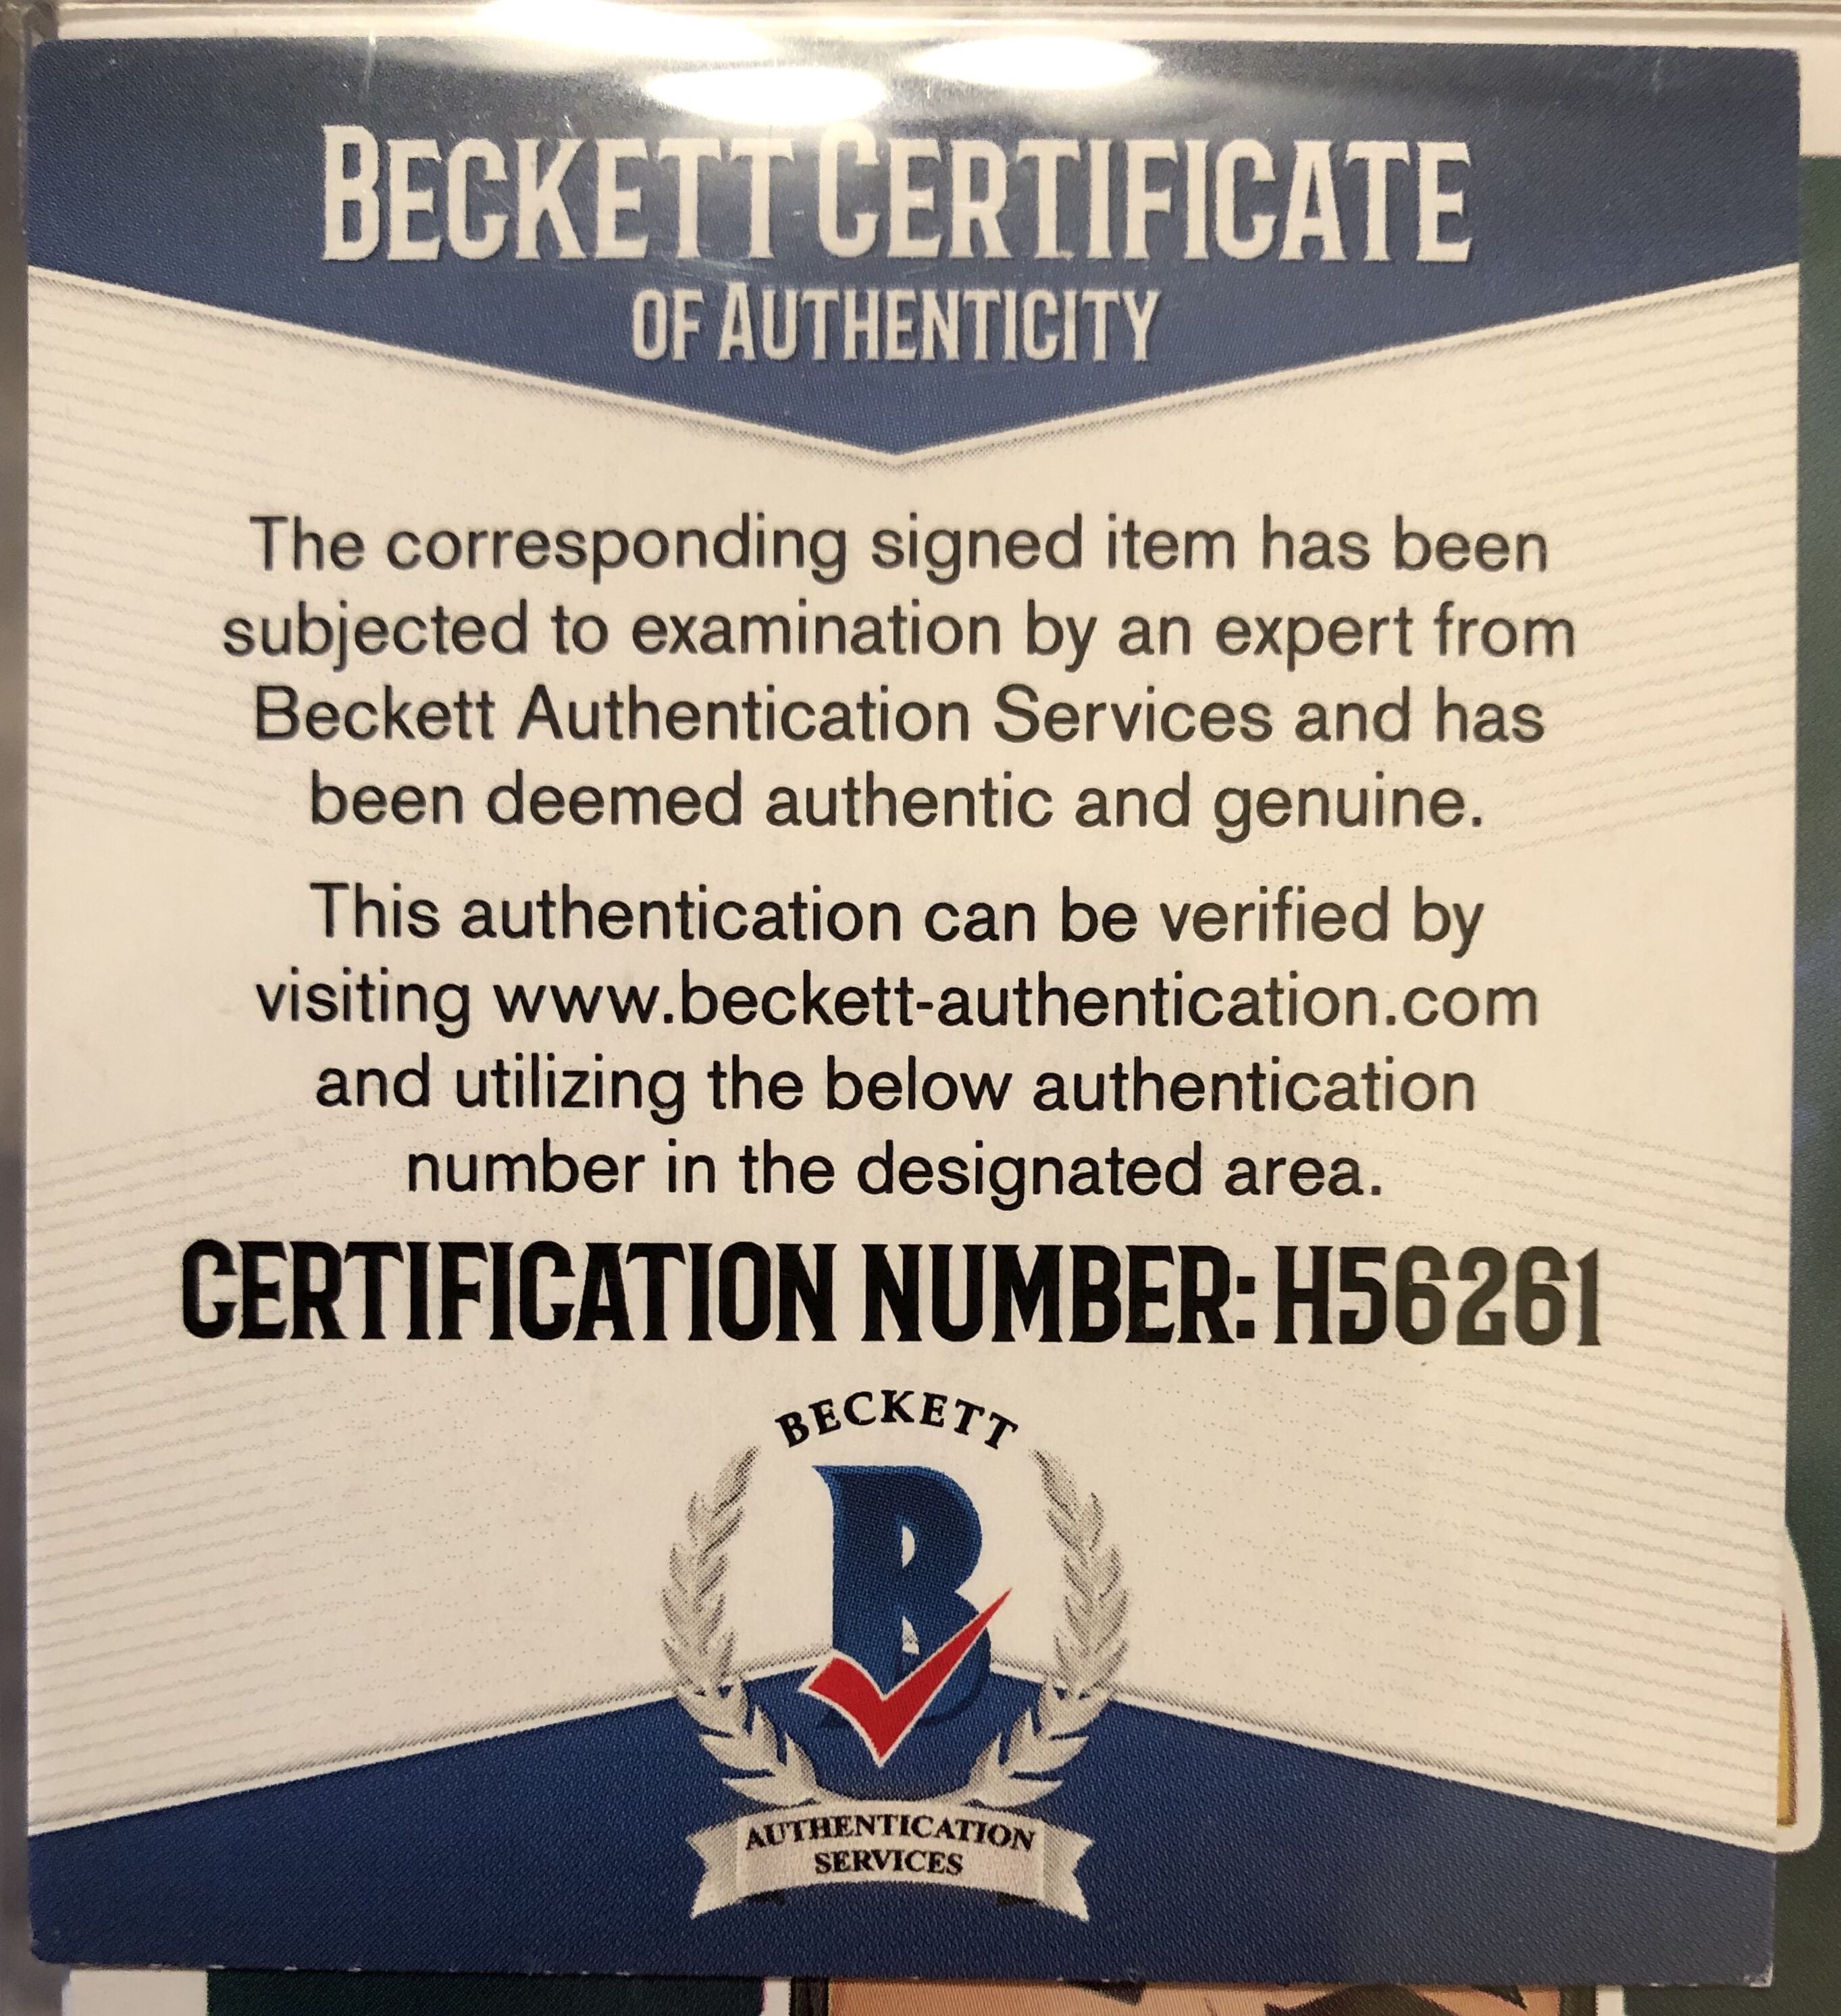 BECKETT CERTIFICATE
OF AUTHENTICITY
The corresponding signed item has been
subjected to examination by an expert from
Beckett Authentication Services and has
been deemed authentic and genuine.
This authentication can be verified by
visiting www.beckett-authentication.com
and utilizing the below authentication
number in the designated area.
CERTIFICATION NUMBER: H56261
BECKETT
B
AUTHENTICATION
SERVICES